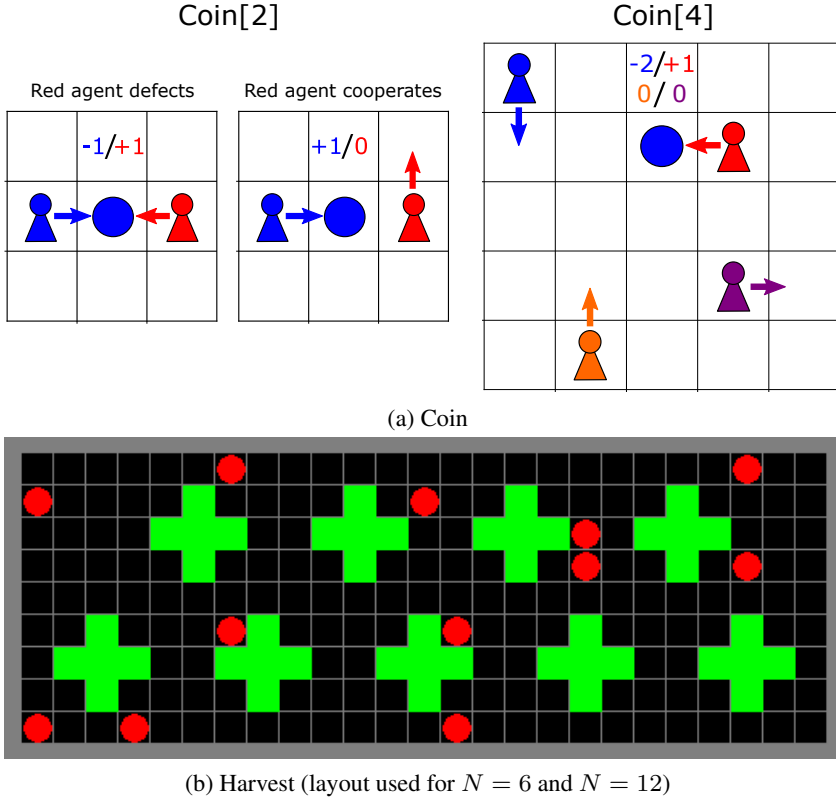 Coin[2]
Coin[4]
Red agent defects
Red agent cooperates
-1/+1
+1/0
-2/+1
0/ 0
(a) Coin
(b) Harvest (layout used for N = 6 and N = 12)